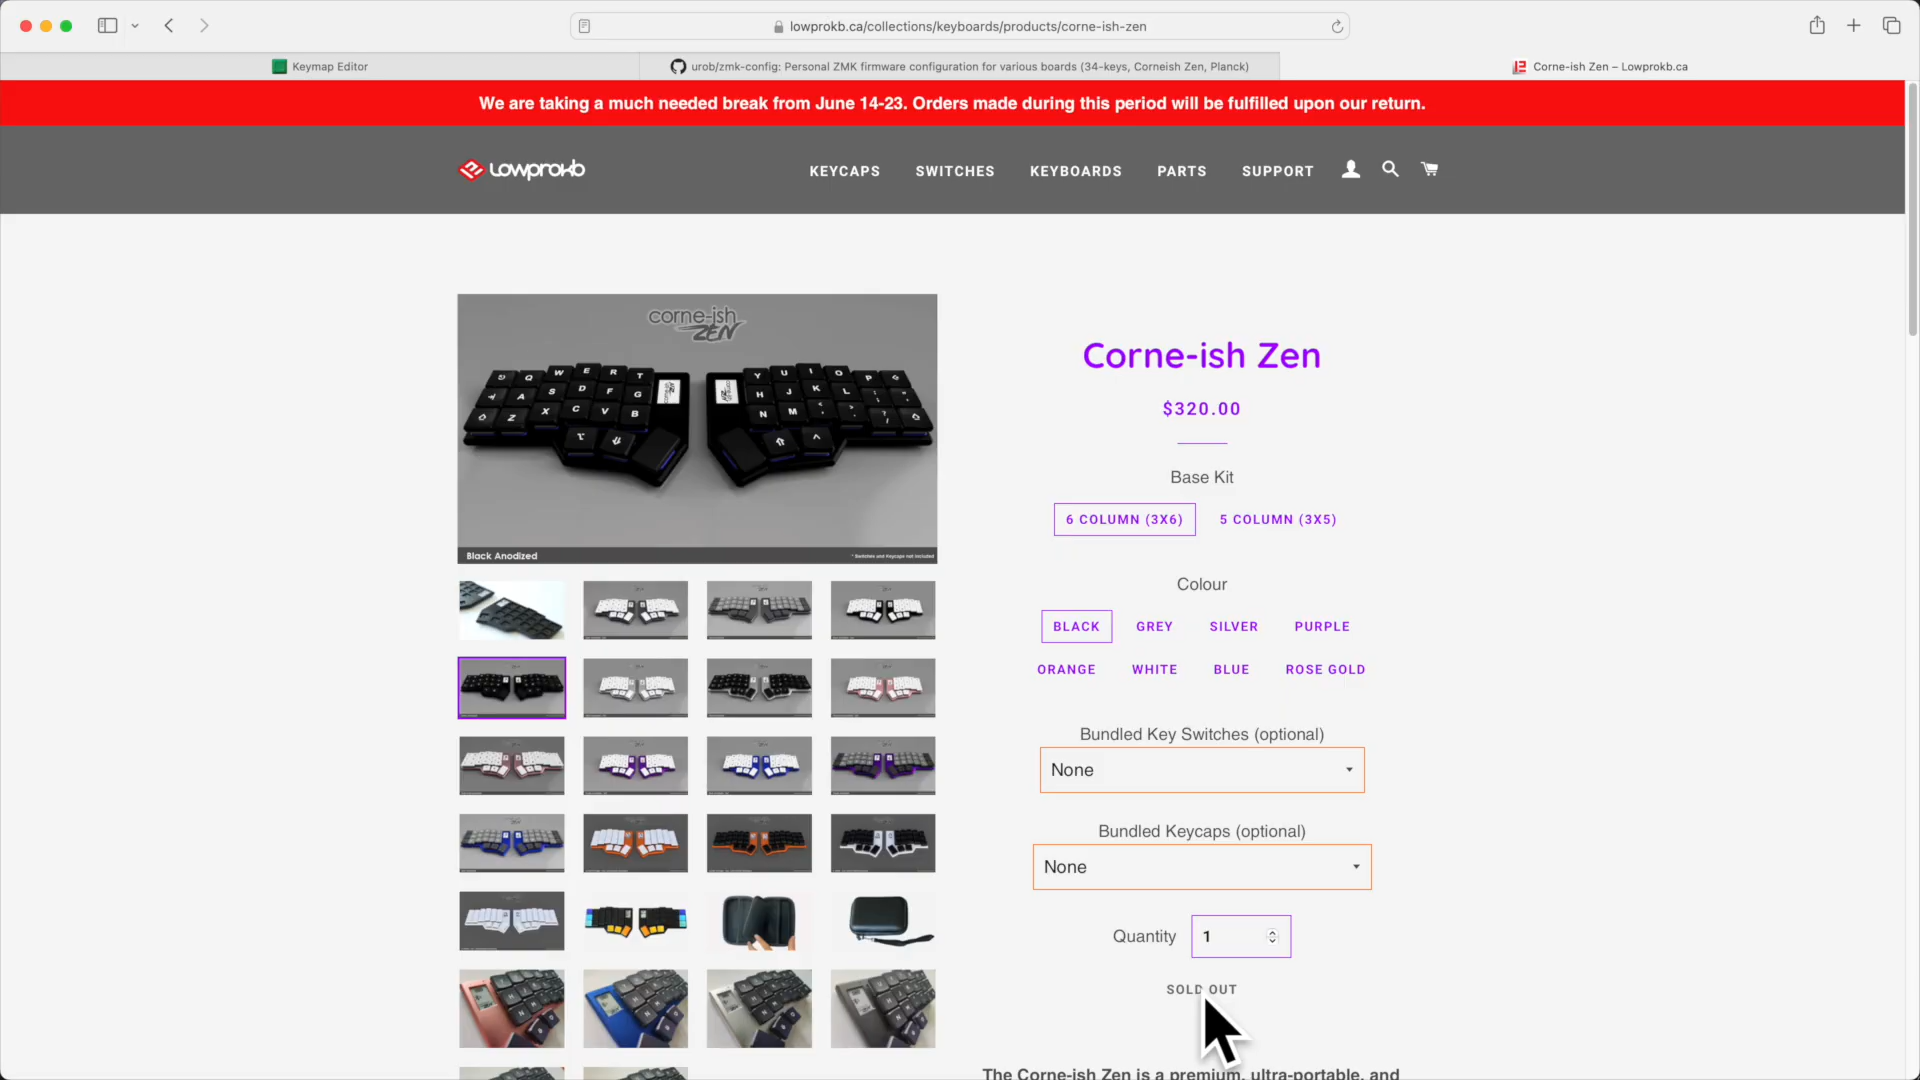 lowprokb.ca/collections/keyboards/products/corne-ish-zen
Keymap Editor
urob/zmk-config: Personal ZMK firmware configuration for various boards (34-keys, Corneish Zen, Planck)
Corne-ish Zen – Lowprokb.ca
We are taking a much needed break from June 14-23. Orders made during this period will be fulfilled upon our return.
LOWPROKB
KEYCAPS
SWITCHES
KEYBOARDS
PARTS
SUPPORT
corne-ish
ZEN
Q W E R T
A S D F G
Z X C V B
Y U I O P
H J K L
N M
Black Anodized
* Switches and Keycaps not included
Corne-ish Zen
$320.00
Base Kit
6 COLUMN (3X6)
5 COLUMN (3X5)
Colour
BLACK
GREY
SILVER
PURPLE
ORANGE
WHITE
BLUE
ROSE GOLD
Bundled Key Switches (optional)
None
Bundled Keycaps (optional)
None
Quantity
1
SOLD OUT
The Corne-ish Zen is a premium, ultra-portable, and